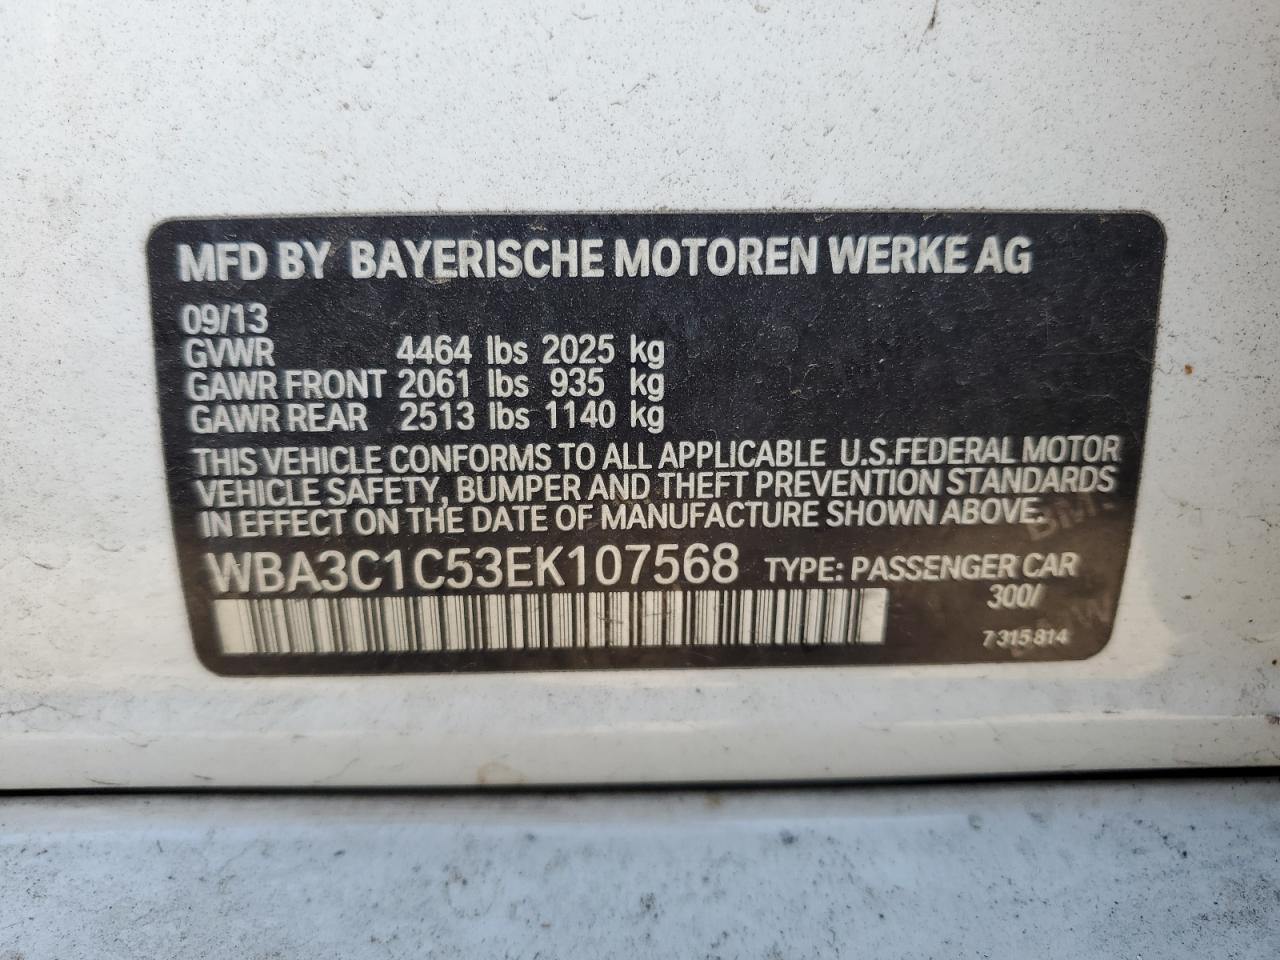 MFD BY BAYERISCHE MOTOREN WERKE AG
09/13
GVWR 4464 lbs 2025 kg
GAWR FRONT 2061 lbs 935 kg
GAWR REAR 2513 lbs 1140 kg
THIS VEHICLE CONFORMS TO ALL APPLICABLE U.S.FEDERAL MOTOR
VEHICLE SAFETY, BUMPER AND THEFT PREVENTION STANDARDS
IN EFFECT ON THE DATE OF MANUFACTURE SHOWN ABOVE.
WBA3C1C53EK107568 TYPE: PASSENGER CAR
300/
7 315 814